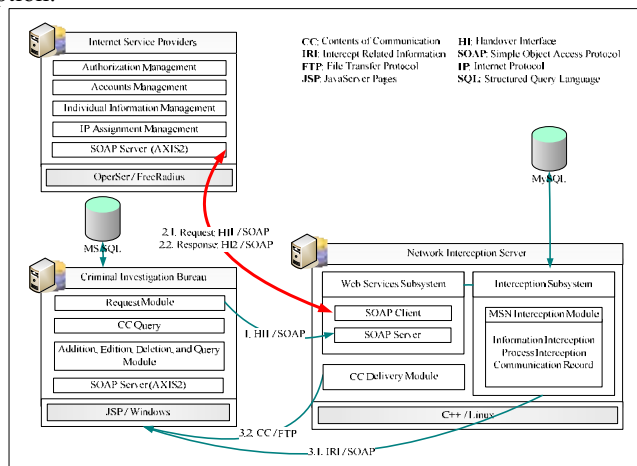 ption.
Internet Service Providers
Authorization Management
Accounts Management
Individual Information Management
IP Assignment Management
SOAP Server (AXIS2)
OpenSer / FreeRadius
CC: Contents of Communication
IRI: Intercept Related Information
FTP: File Transfer Protocol
JSP: JavaServer Pages
HI: Handover Interface
SOAP: Simple Object Access Protocol
IP: Internet Protocol
SQL: Structured Query Language
MySQL
MS/SQL
2.1. Request: HI1 / SOAP
2.2. Response: HI2 / SOAP
Criminal Investigation Bureau
Request Module
CC Query
Addition, Edition, Deletion, and Query
Module
SOAP Server(AXIS2)
JSP / Windows
1. HI1 / SOAP
Network Interception Server
Web Services Subsystem
SOAP Client
SOAP Server
CC Delivery Module
Interception Subsystem
MSN Interception Module
Information Interception
Process Interception
Communication Record
C++ / Linux
3.2. CC / FTP
3.1. IRI / SOAP